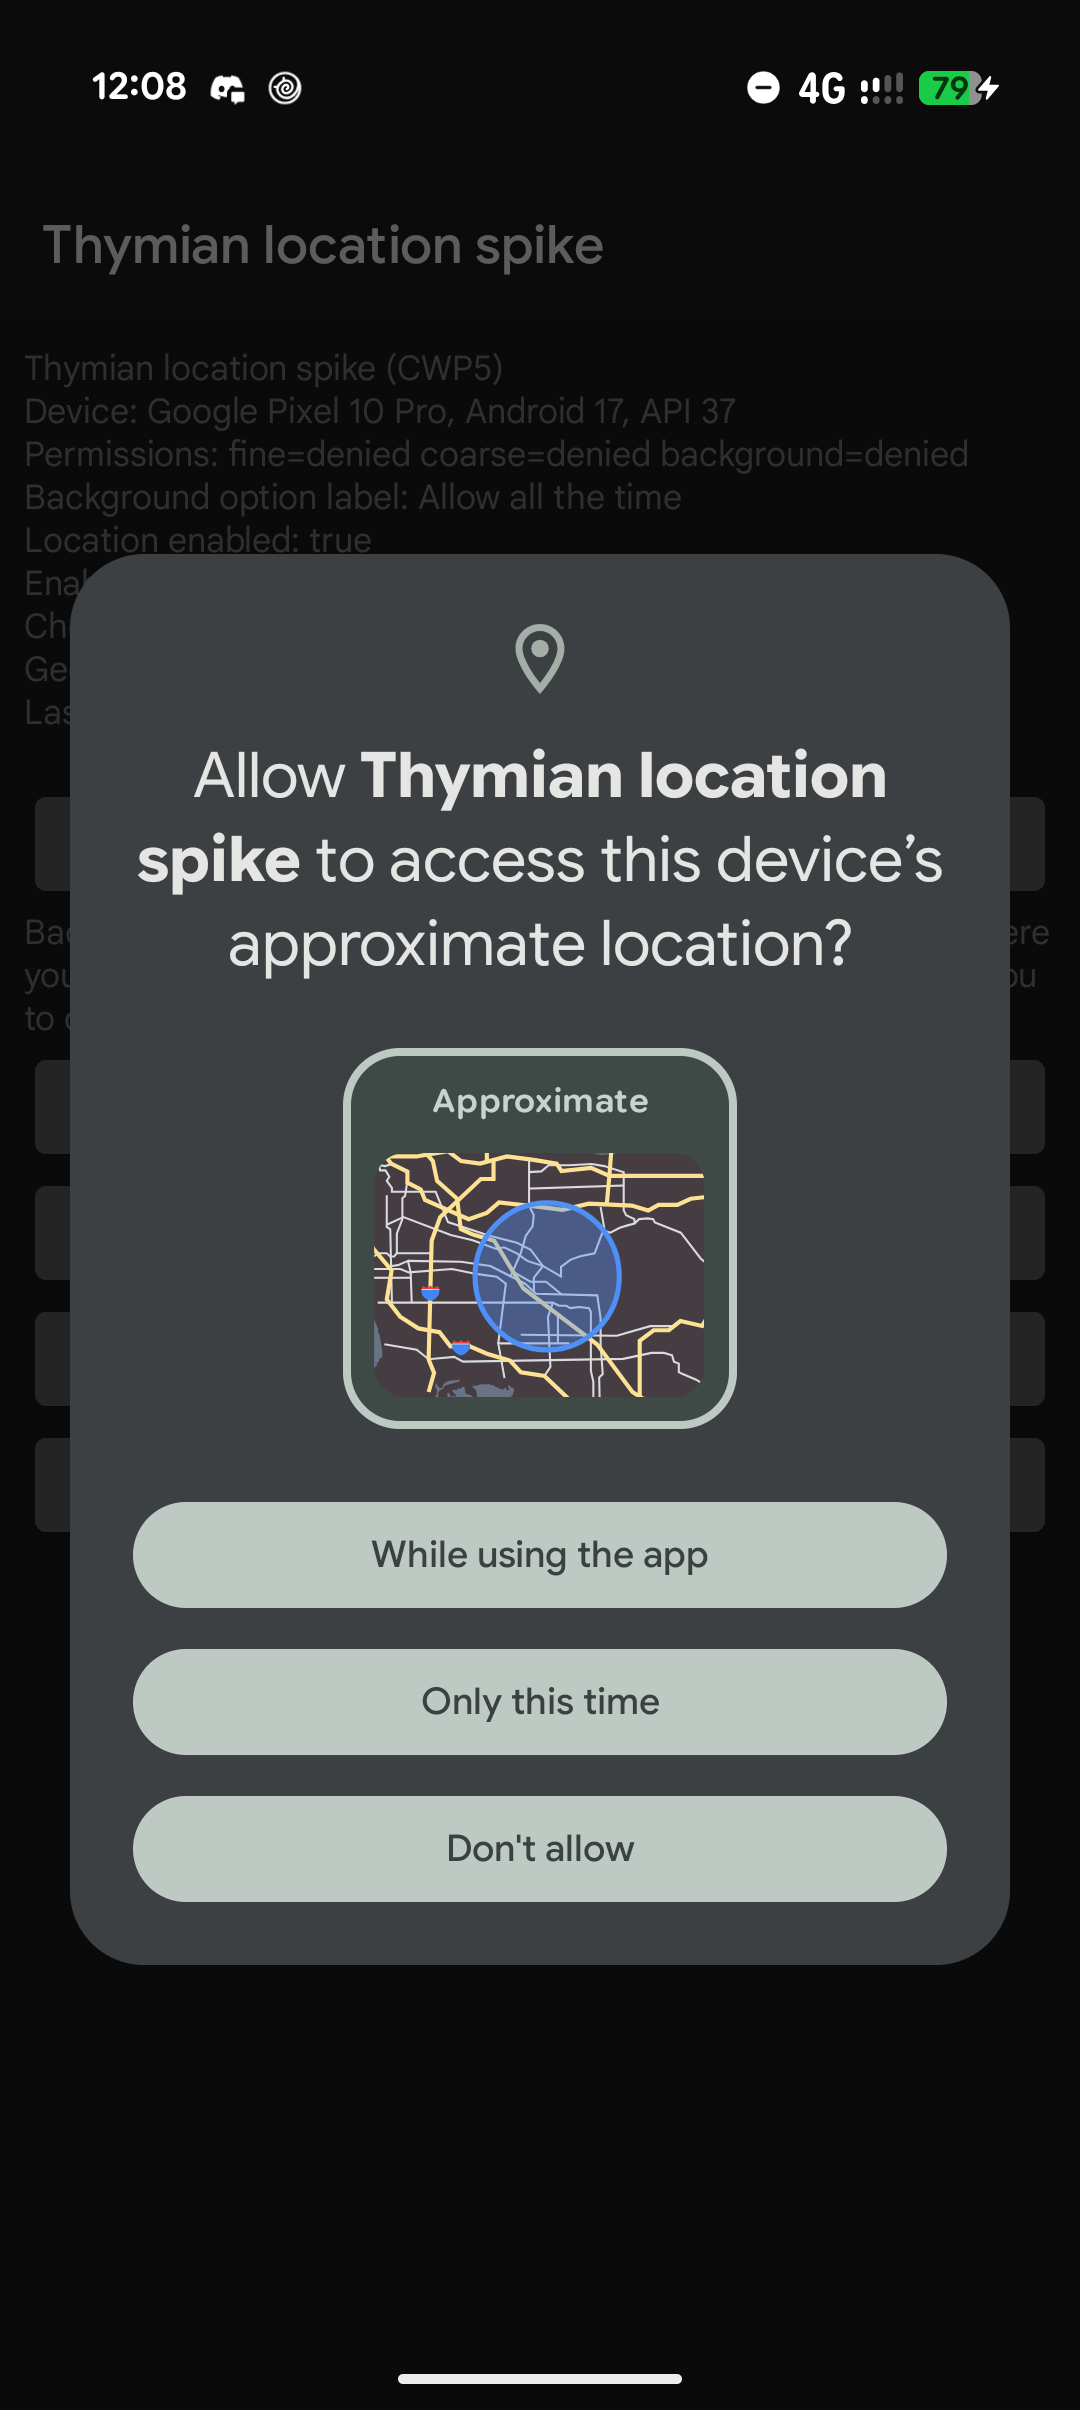 12:08
4G
79
Thymian location spike
Thymian location spike (CWP5)
Device: Google Pixel 10 Pro, Android 17, API 37
Permissions: fine=denied coarse=denied background=denied
Background option label: Allow all the time
Location enabled: true
Allow Thymian location
spike to access this device’s
approximate location?
Approximate
While using the app
Only this time
Don't allow